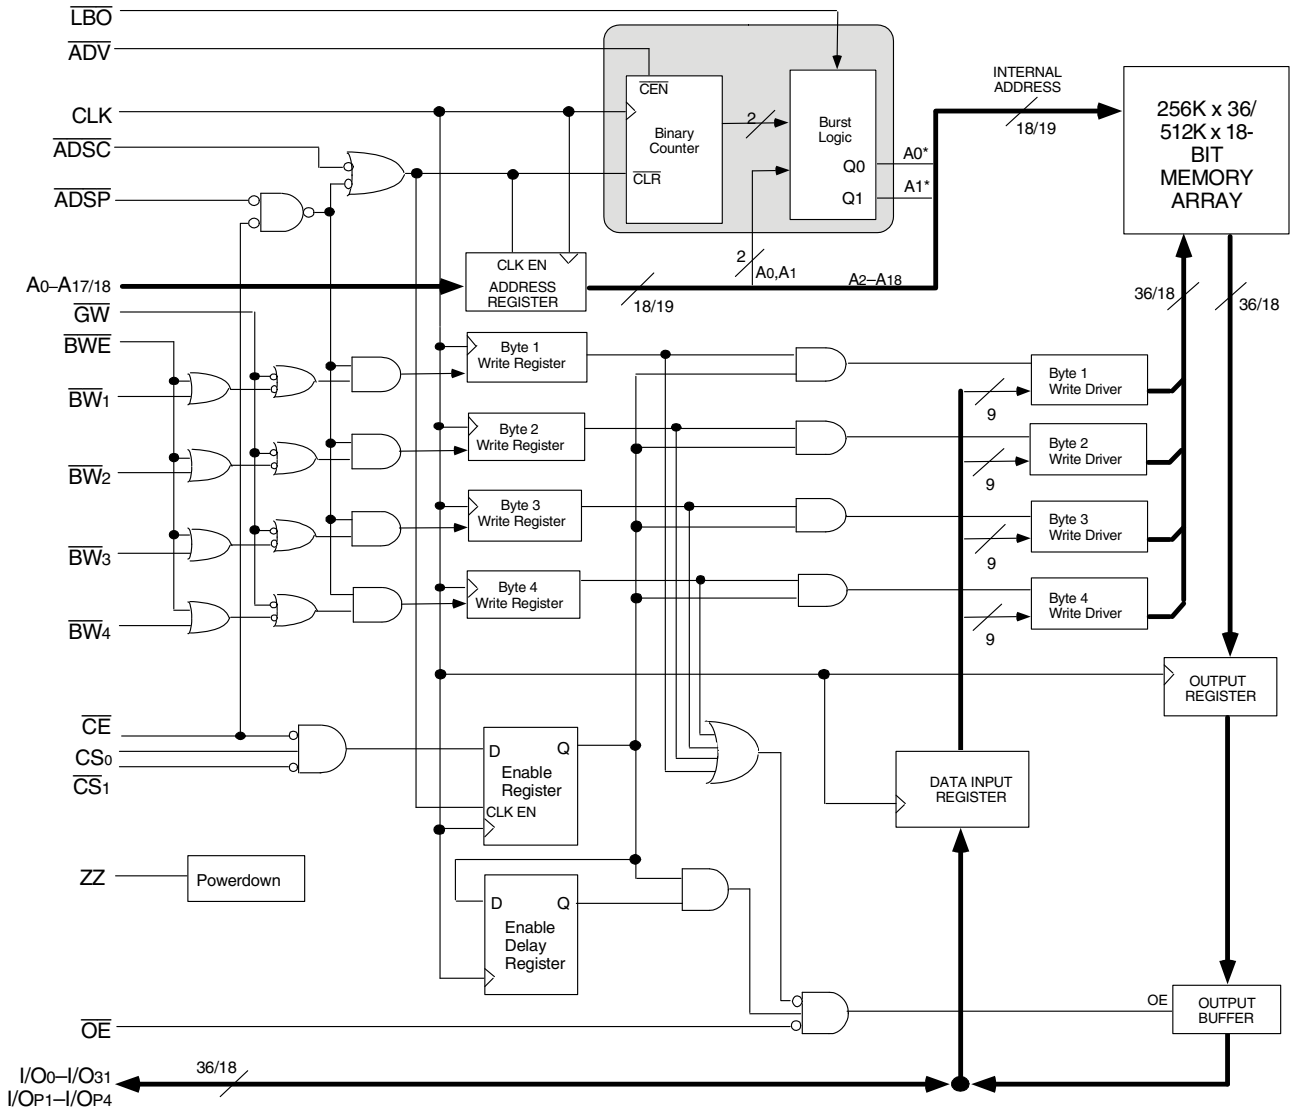 LBO
ADV
CLK
ADSC
ADSP
A0–A17/18
GW
BWE
BW1
BW2
BW3
BW4
CE
CS0
CS1
ZZ
Powerdown
OE
I/O0–I/O31
I/OP1–I/OP4
36/18
CEN
Binary
Counter
CLR
2
Burst
Logic
Q0
Q1
A0*
A1*
2
A0,A1
A2–A18
INTERNAL
ADDRESS
18/19
256K x 36/
512K x 18-
BIT
MEMORY
ARRAY
CLK EN
ADDRESS
REGISTER
18/19
36/18
36/18
Byte 1
Write Register
Byte 2
Write Register
Byte 3
Write Register
Byte 4
Write Register
Byte 1
Write Driver
9
Byte 2
Write Driver
9
Byte 3
Write Driver
9
Byte 4
Write Driver
9
OUTPUT
REGISTER
D Q
Enable
Register
CLK EN
DATA INPUT
REGISTER
D Q
Enable
Delay
Register
OE
OUTPUT
BUFFER